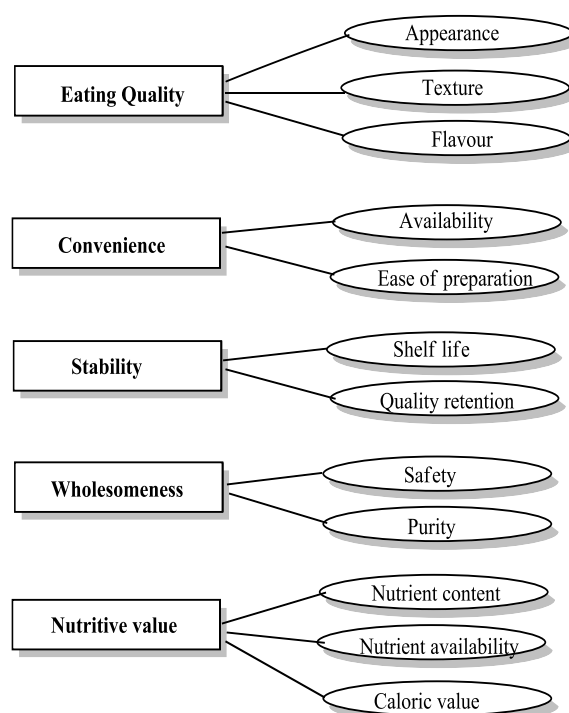 Eating Quality
Appearance
Texture
Flavour
Convenience
Availability
Ease of preparation
Stability
Shelf life
Quality retention
Wholesomeness
Safety
Purity
Nutritive value
Nutrient content
Nutrient availability
Caloric value